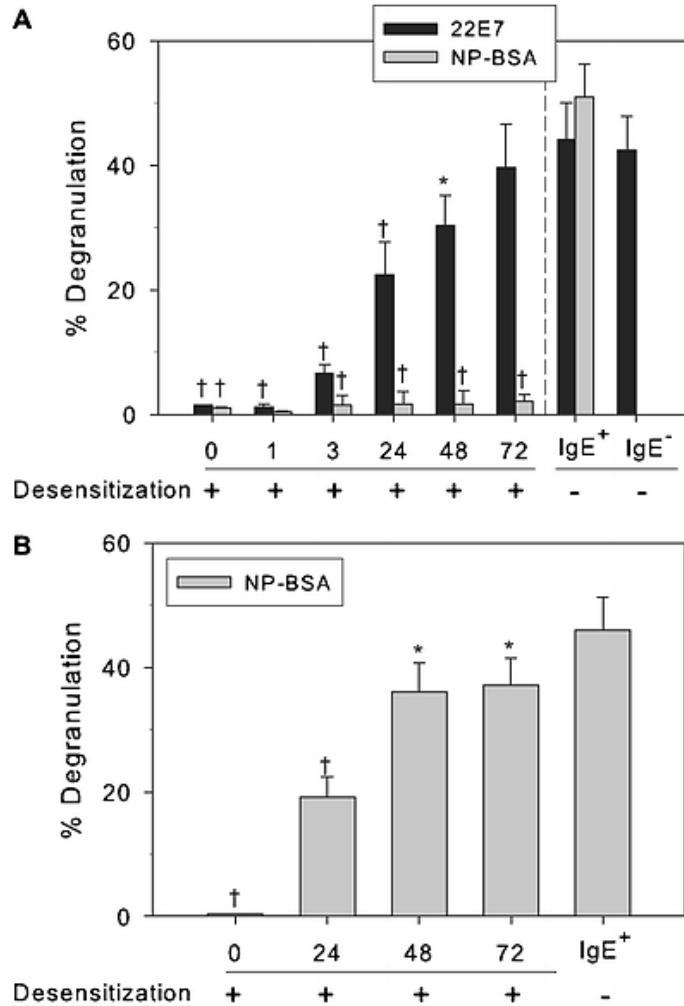 A
22E7
NP-BSA
60
40
20
0
% Degranulation
† † † † † † † * † † †
0 1 3 24 48 72 IgE⁺ IgE⁻
Desensitization + + + + + + - -
B
NP-BSA
60
40
20
0
% Degranulation
† † * *
0 24 48 72 IgE⁺
Desensitization + + + + -